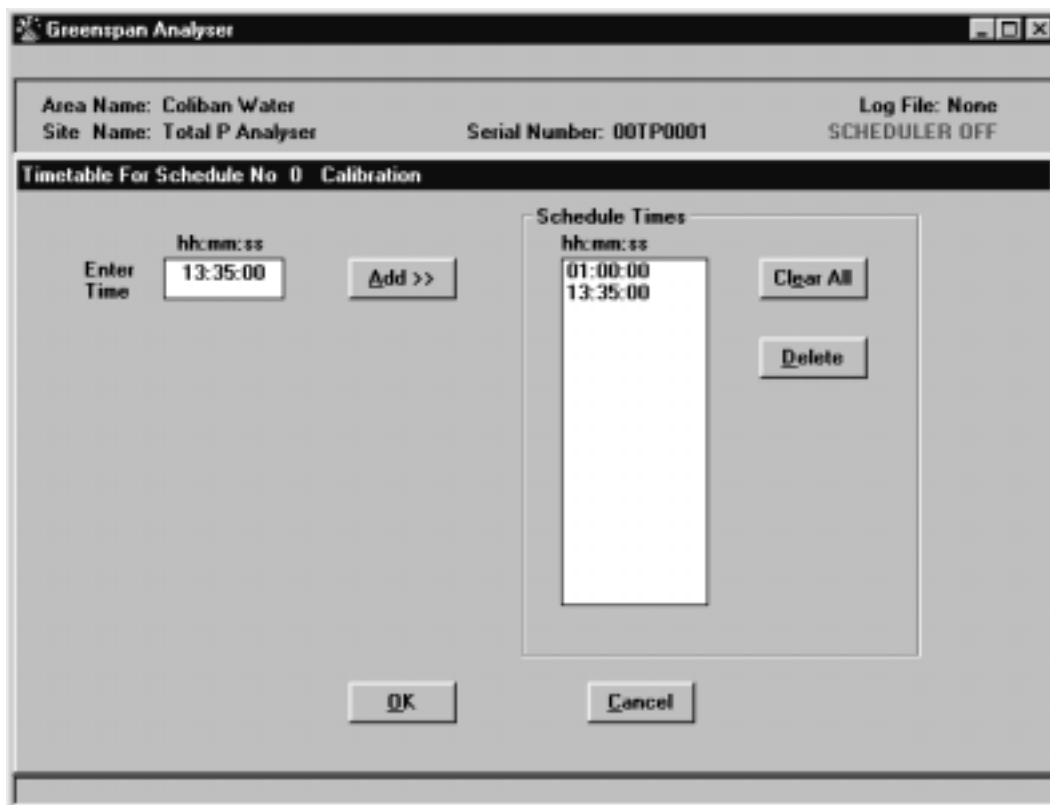 Greenspan Analyser
Area Name: Coliban Water
Log File: None
Site Name: Total P Analyser
Serial Number: 00TP0001
SCHEDULER OFF
Timetable For Schedule No 0 Calibration
hh:mm:ss
Enter
Time
13:35:00
Add >>
Schedule Times
hh:mm:ss
01:00:00
13:35:00
Clear All
Delete
OK
Cancel